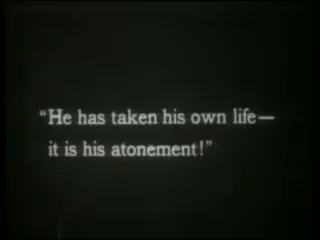 "He has taken his own life—
it is his atonement!"